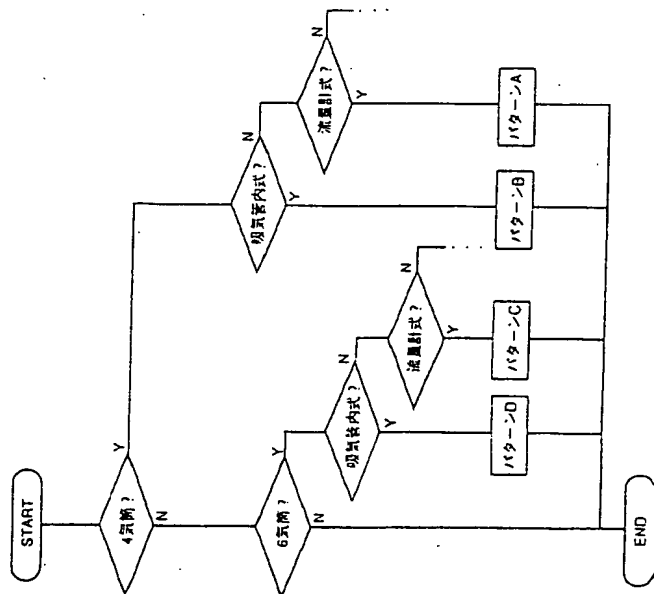 START
4気筒?
Y
N
吸気管内式?
N
Y
流量計式?
N
Y
6気筒?
Y
N
吸気管内式?
N
Y
流量計式?
N
Y
パターンD
パターンC
パターンB
パターンA
END